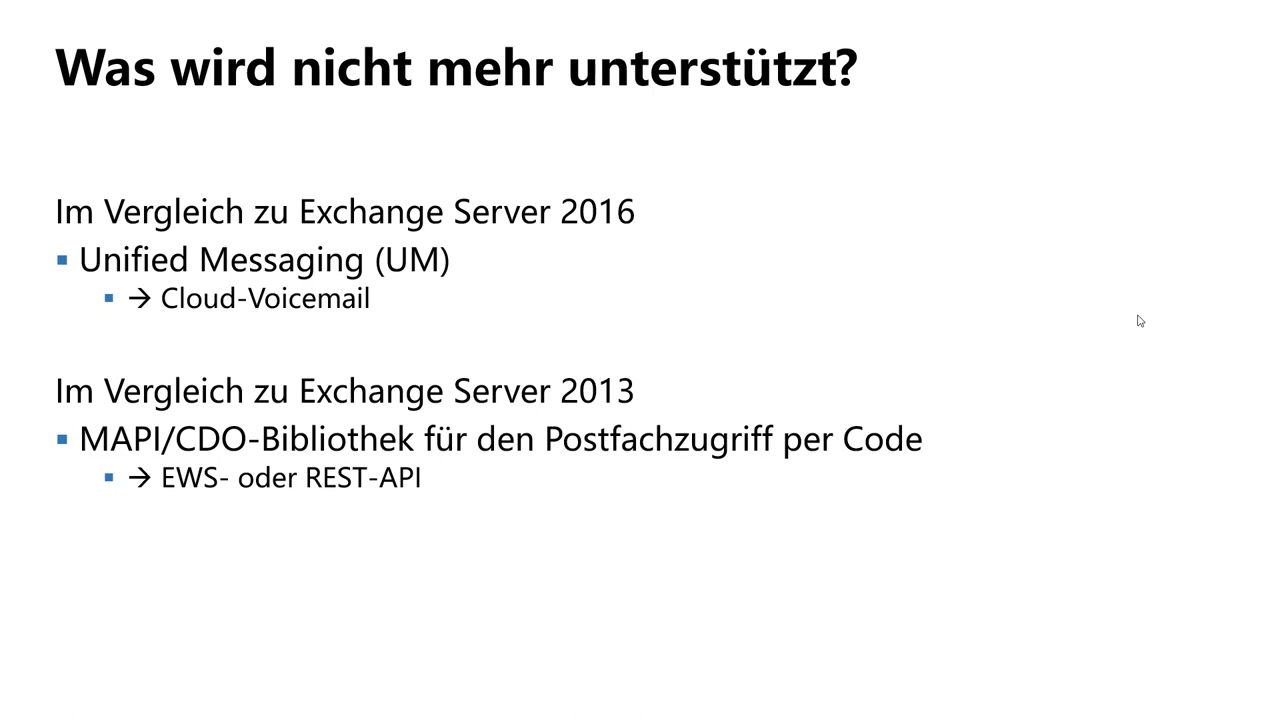 Was wird nicht mehr unterstützt?
Im Vergleich zu Exchange Server 2016
▪ Unified Messaging (UM)
▪ → Cloud-Voicemail
Im Vergleich zu Exchange Server 2013
▪ MAPI/CDO-Bibliothek für den Postfachzugriff per Code
▪ → EWS- oder REST-API